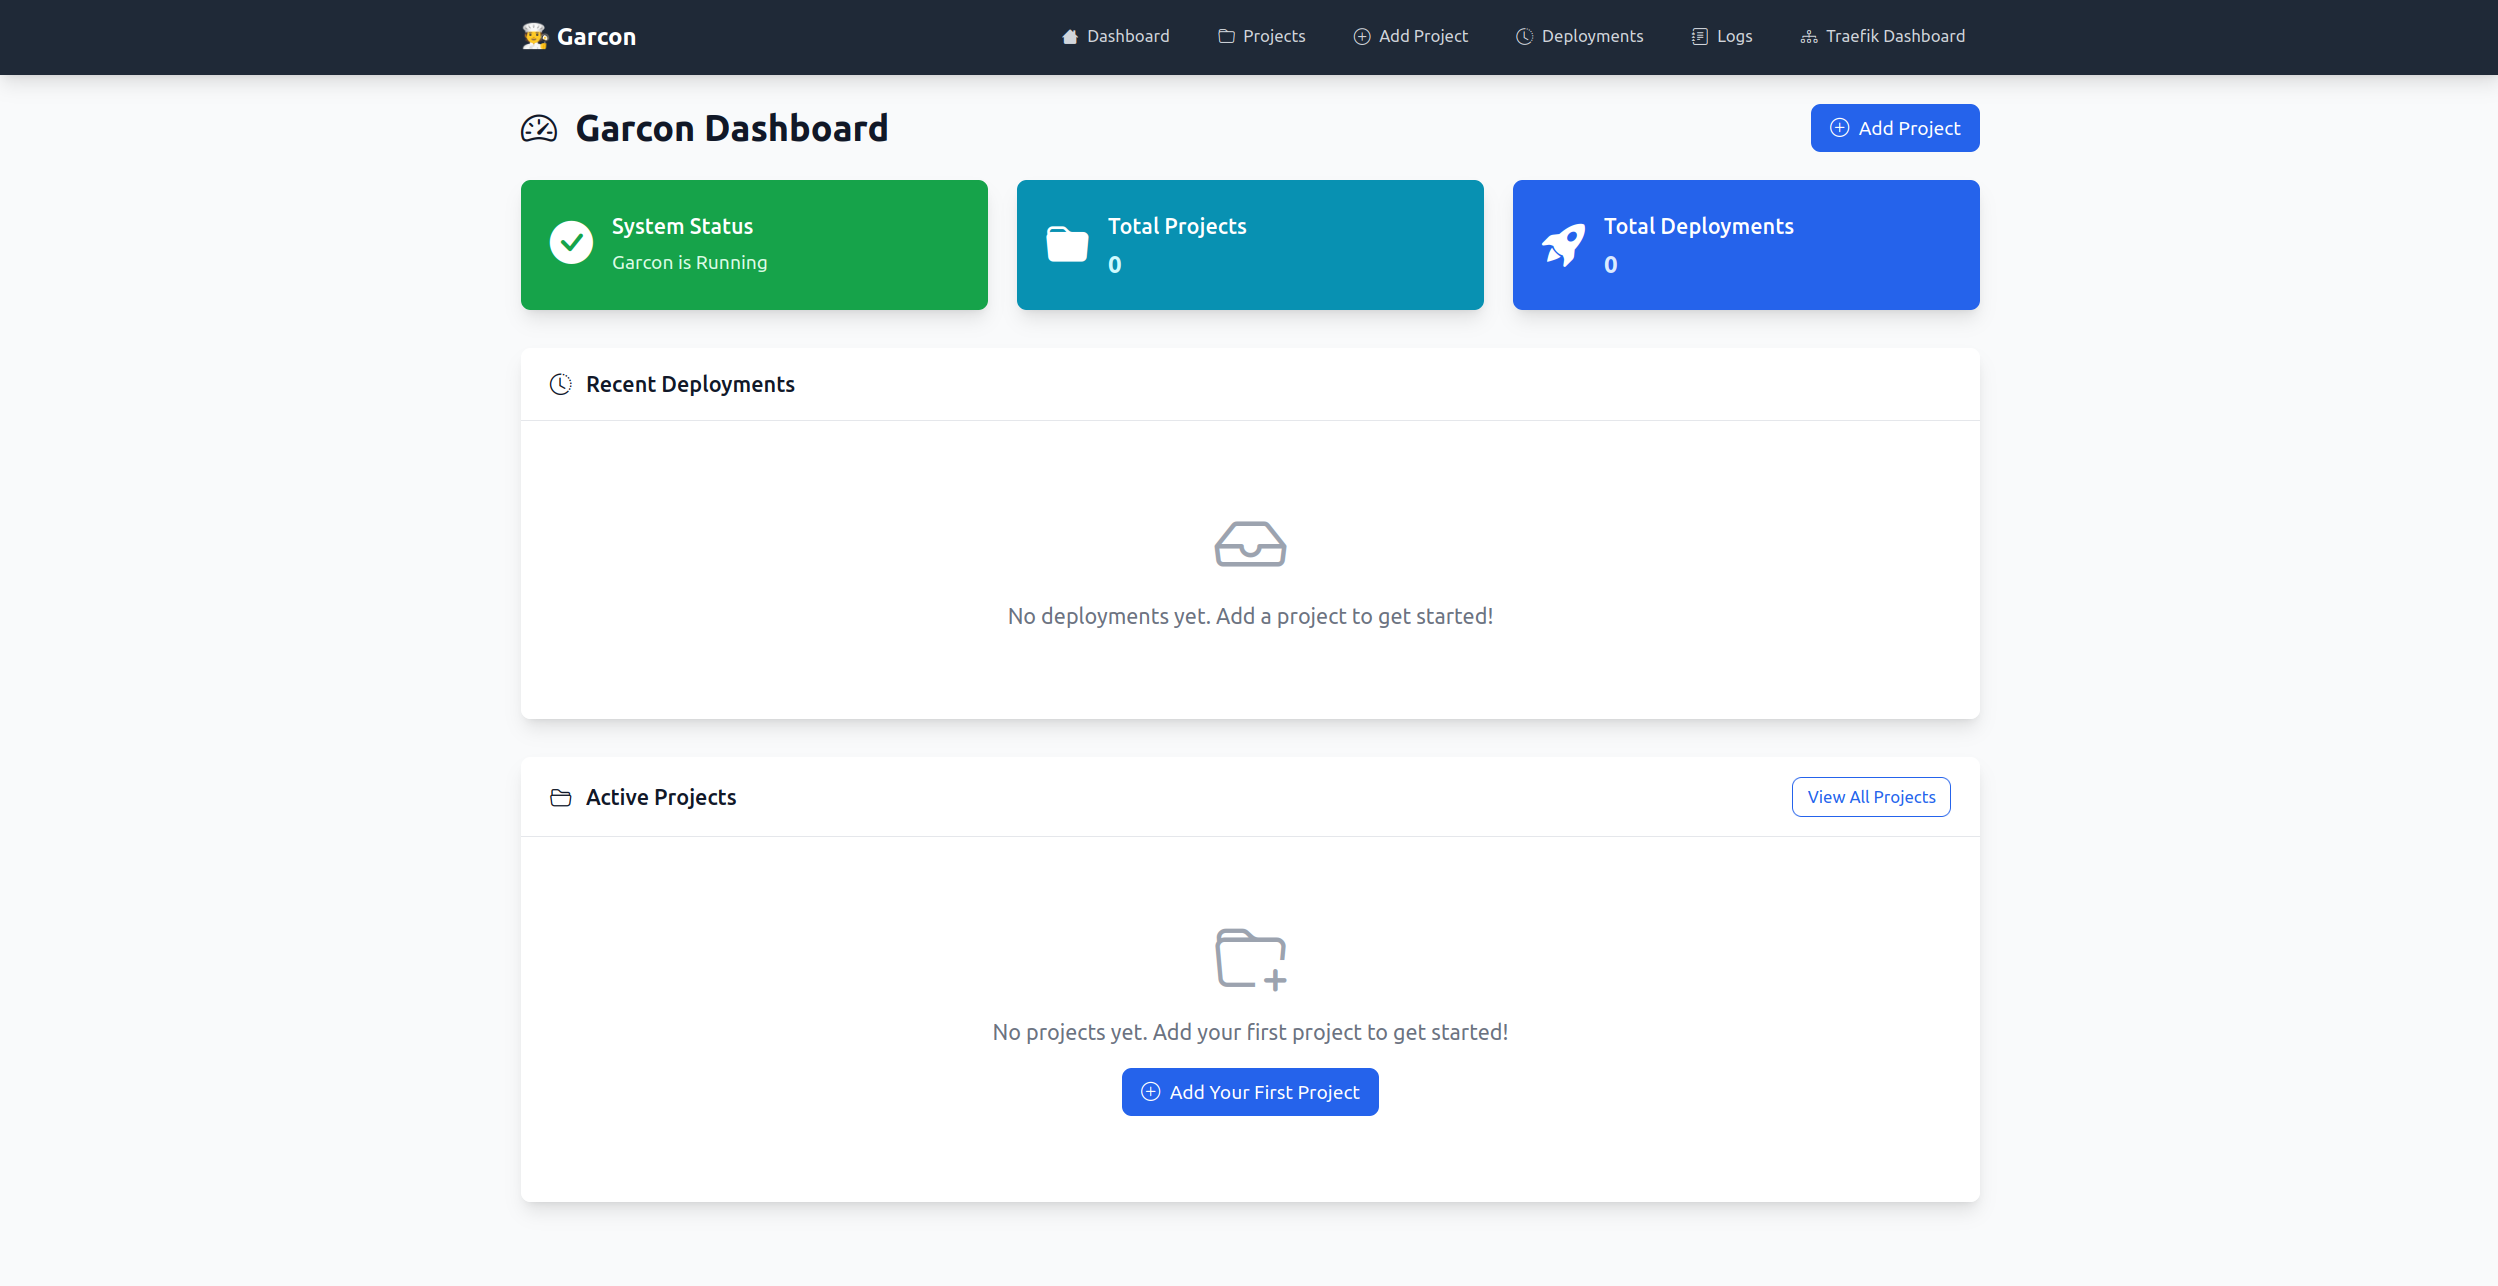 Garcon
Dashboard
Projects
Add Project
Deployments
Logs
Traefik Dashboard
Garcon Dashboard
Add Project
System Status
Garcon is Running
Total Projects
0
Total Deployments
0
Recent Deployments
No deployments yet. Add a project to get started!
Active Projects
View All Projects
No projects yet. Add your first project to get started!
Add Your First Project